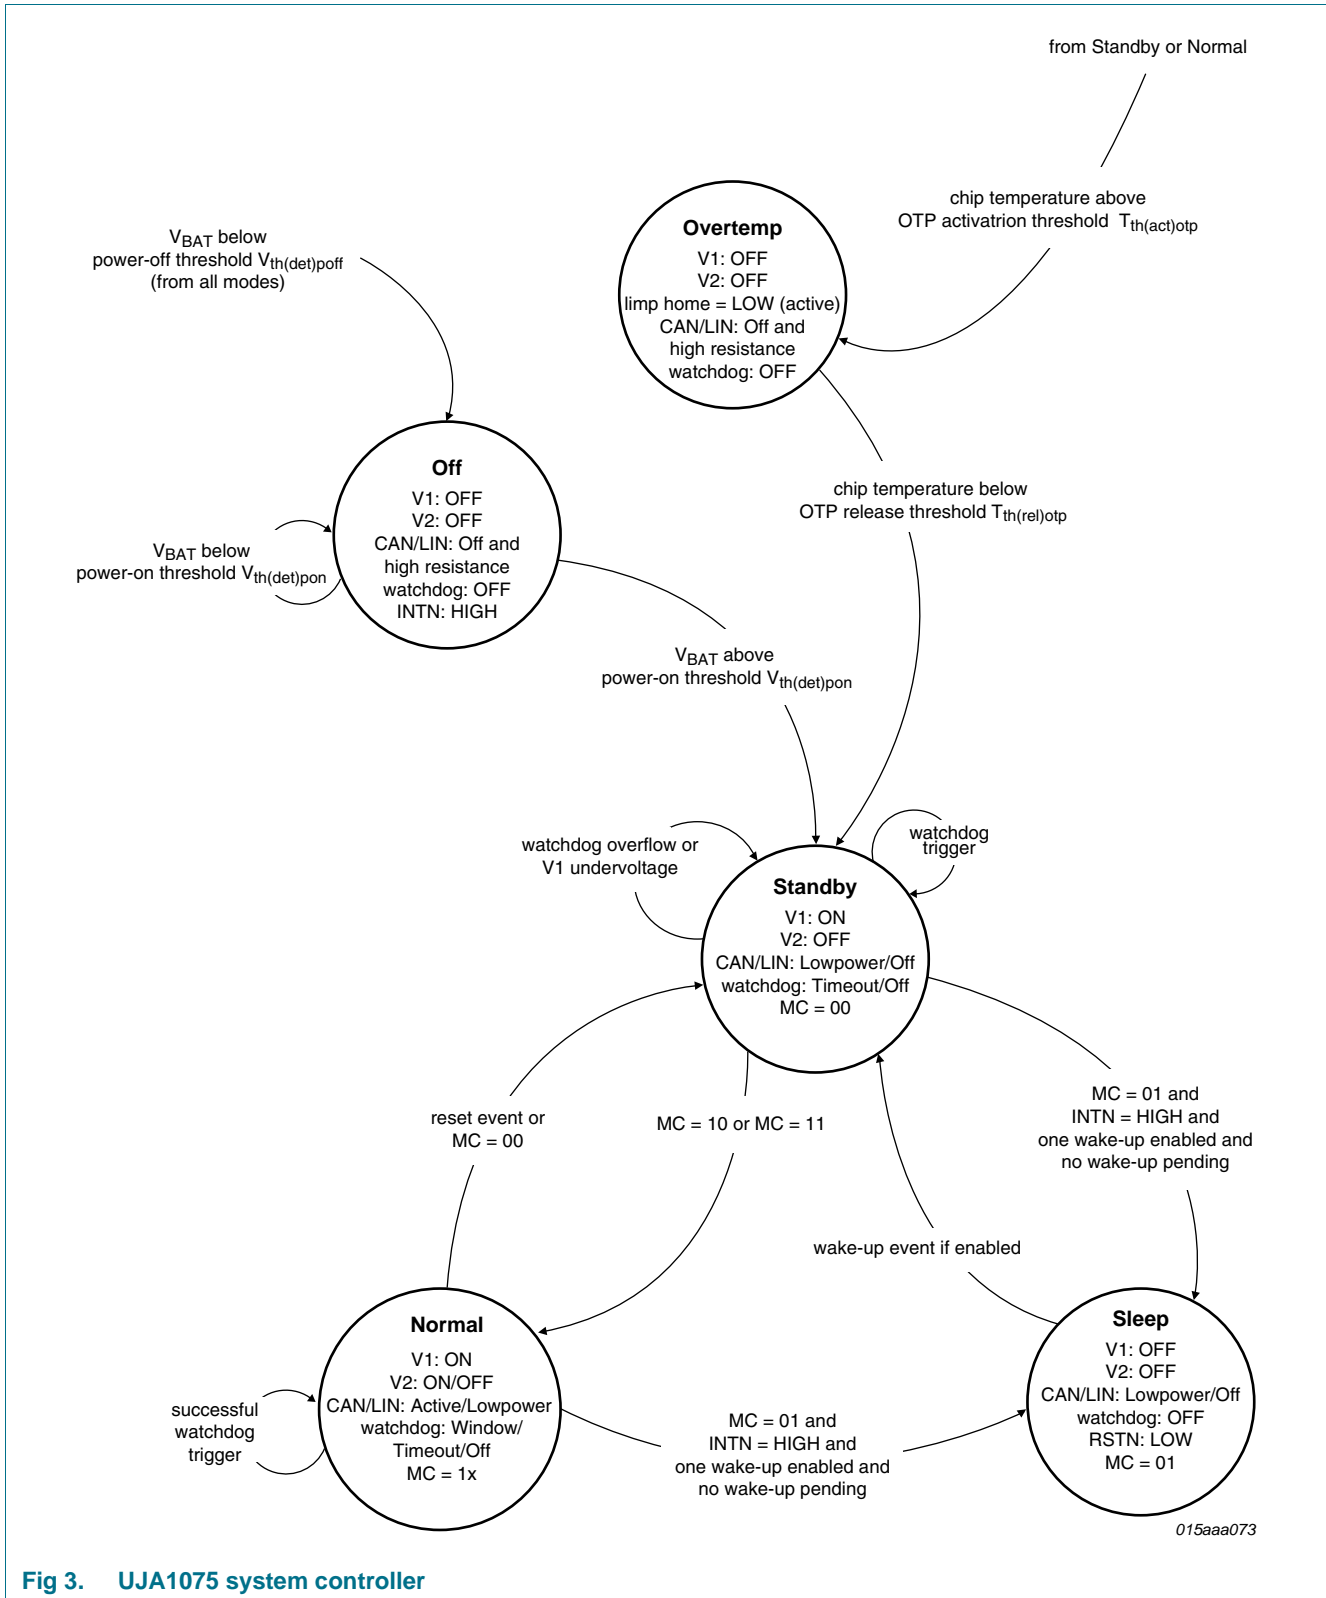 from Standby or Normal
chip temperature above
OTP activatrion threshold Tth(act)otp
Overtemp
V1: OFF
V2: OFF
limp home = LOW (active)
CAN/LIN: Off and
high resistance
watchdog: OFF
VBAT below
power-off threshold Vth(det)poff
(from all modes)
Off
V1: OFF
V2: OFF
CAN/LIN: Off and
high resistance
watchdog: OFF
INTN: HIGH
VBAT below
power-on threshold Vth(det)pon
chip temperature below
OTP release threshold Tth(rel)otp
VBAT above
power-on threshold Vth(det)pon
watchdog overflow or
V1 undervoltage
watchdog
trigger
Standby
V1: ON
V2: OFF
CAN/LIN: Lowpower/Off
watchdog: Timeout/Off
MC = 00
reset event or
MC = 00
MC = 10 or MC = 11
MC = 01 and
INTN = HIGH and
one wake-up enabled and
no wake-up pending
wake-up event if enabled
Normal
V1: ON
V2: ON/OFF
CAN/LIN: Active/Lowpower
watchdog: Window/
Timeout/Off
MC = 1x
successful
watchdog
trigger
MC = 01 and
INTN = HIGH and
one wake-up enabled and
no wake-up pending
Sleep
V1: OFF
V2: OFF
CAN/LIN: Lowpower/Off
watchdog: OFF
RSTN: LOW
MC = 01
015aaa073
Fig 3. UJA1075 system controller